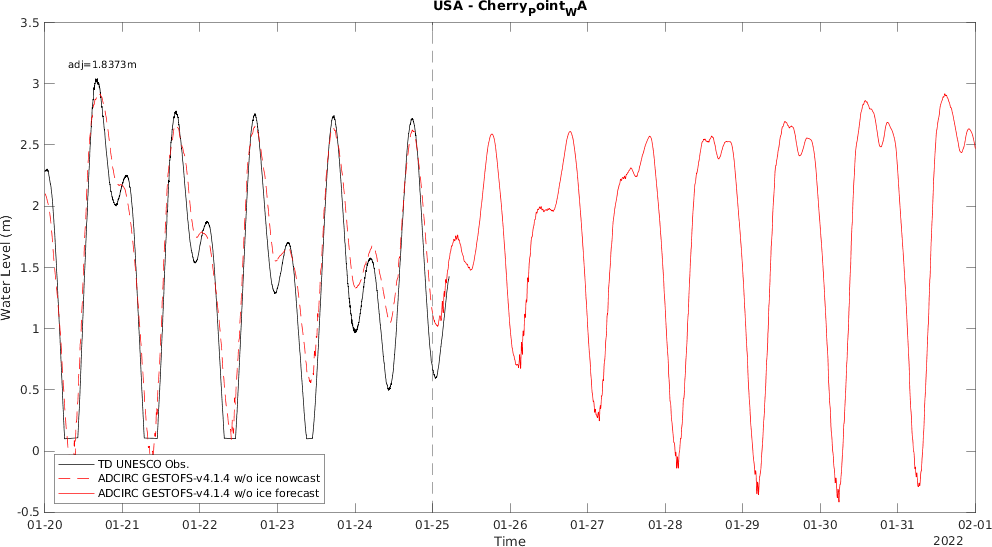 USA - CherryPointWA
adj=1.8373m
Water Level (m)
3.5
3
2.5
2
1.5
1
0.5
0
-0.5
TD UNESCO Obs.
ADCIRC GESTOFS-v4.1.4 w/o ice nowcast
ADCIRC GESTOFS-v4.1.4 w/o ice forecast
01-20 01-21 01-22 01-23 01-24 01-25 01-26 01-27 01-28 01-29 01-30 01-31 02-01
Time
2022